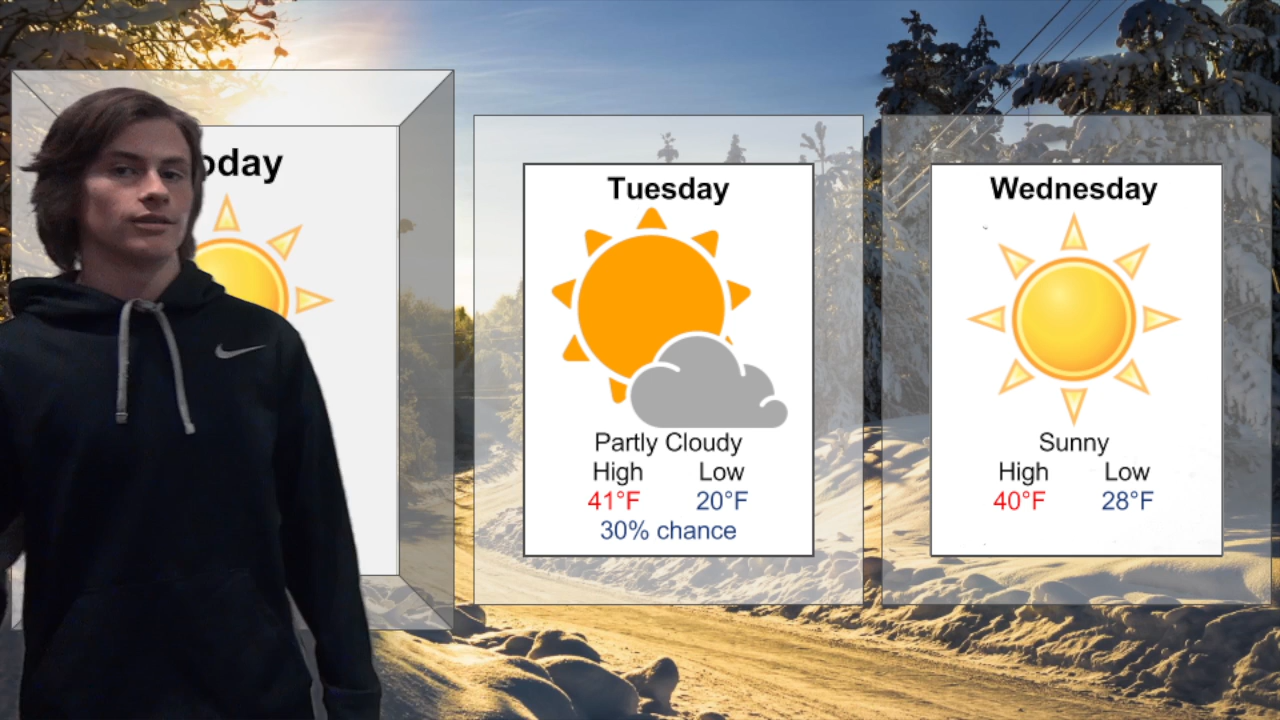 oday
Tuesday
Partly Cloudy
High Low
41°F 20°F
30% chance
Wednesday
Sunny
High Low
40°F 28°F